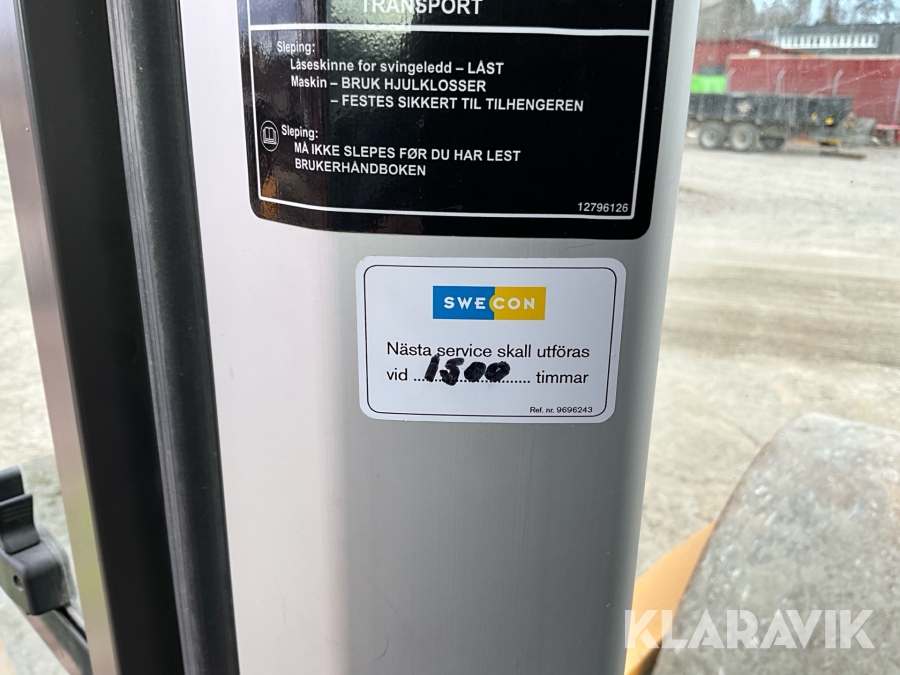 TRANSPORT
Sleping:
Låseskinne for svingeledd – LÅST
Maskin – BRUK HJULKLOSSER
– FESTES SIKKERT TIL TILHENGEREN
Sleping:
MÅ IKKE SLEPES FØR DU HAR LEST
BRUKERHÅNDBOKEN
12796126
SWECON
Nästa service skall utföras
vid ..1500.. timmar
Ref. nr. 9696243
KLARAVIK